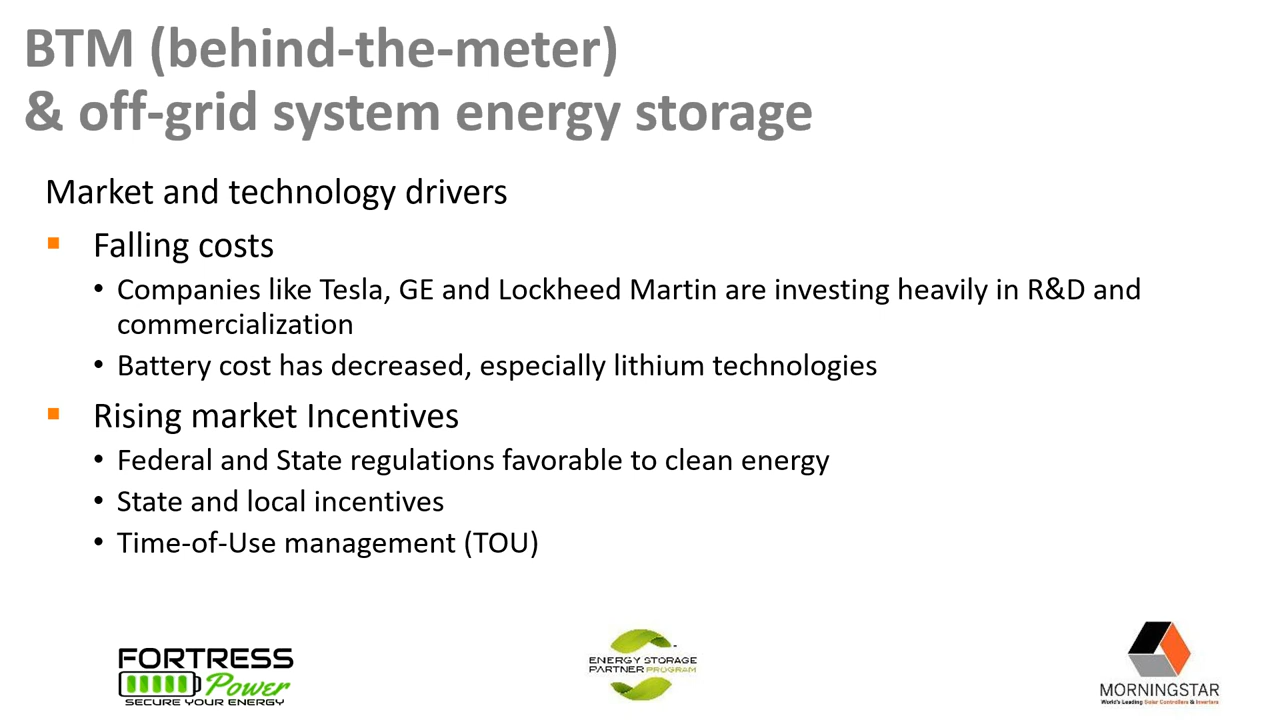 BTM (behind-the-meter)
& off-grid system energy storage
Market and technology drivers
Falling costs
• Companies like Tesla, GE and Lockheed Martin are investing heavily in R&D and
commercialization
• Battery cost has decreased, especially lithium technologies
Rising market Incentives
• Federal and State regulations favorable to clean energy
• State and local incentives
• Time-of-Use management (TOU)
FORTRESS
Power
SECURE YOUR ENERGY
ENERGY STORAGE
PARTNER PROGRAM
MORNINGSTAR
World's Leading Solar Controllers & Inverters